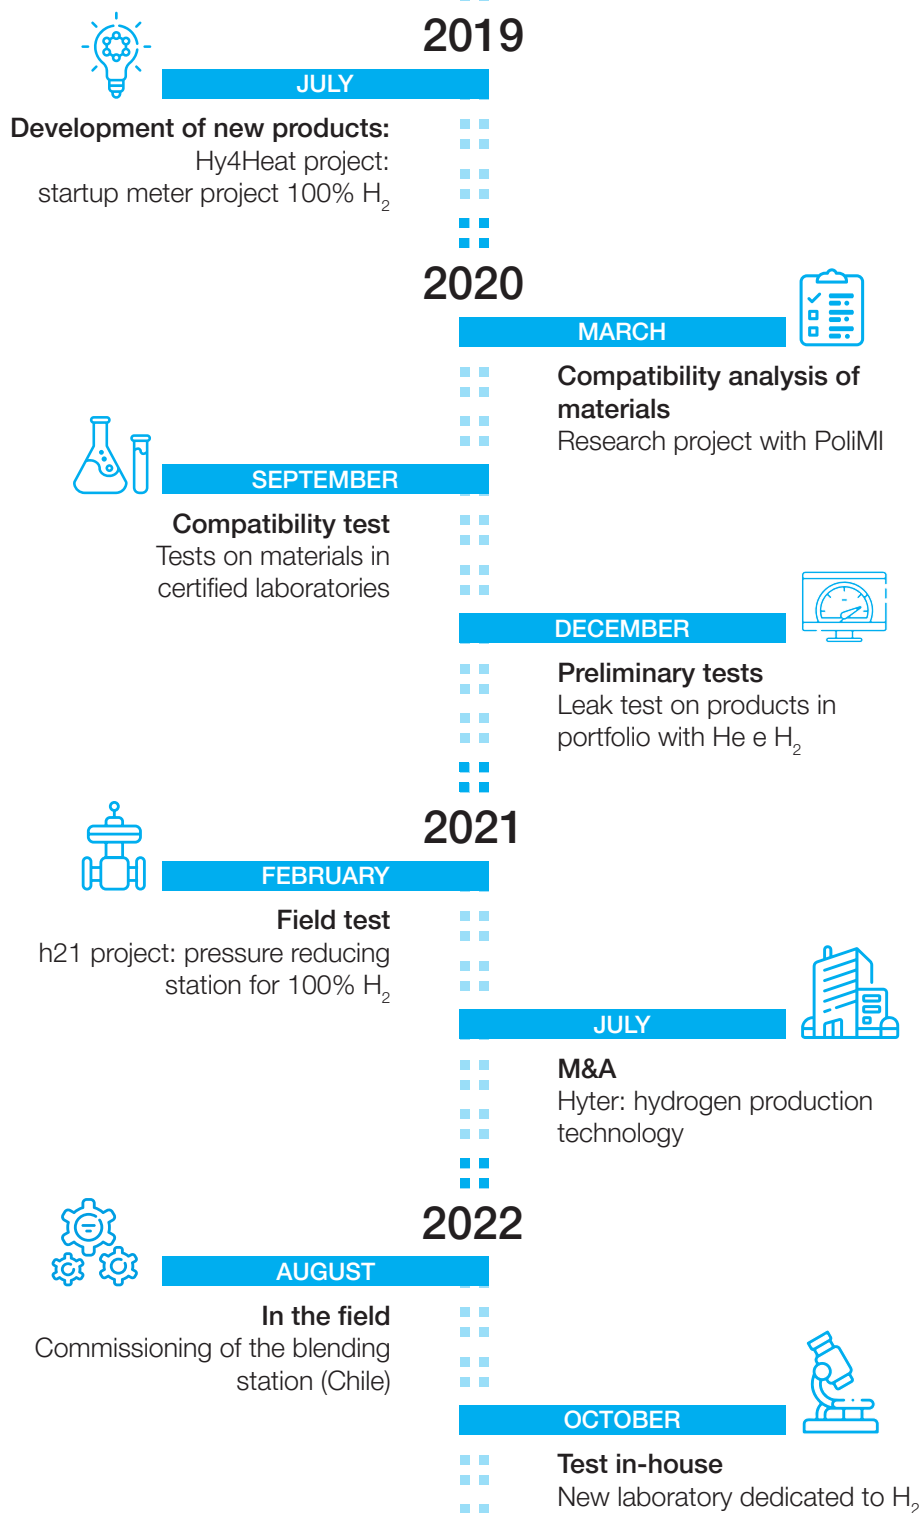 2019
JULY
Development of new products:
Hy4Heat project:
startup meter project 100% H₂
2020
MARCH
Compatibility analysis of
materials
Research project with PoliMI
SEPTEMBER
Compatibility test
Tests on materials in
certified laboratories
DECEMBER
Preliminary tests
Leak test on products in
portfolio with He e H₂
2021
FEBRUARY
Field test
h21 project: pressure reducing
station for 100% H₂
JULY
M&A
Hyter: hydrogen production
technology
2022
AUGUST
In the field
Commissioning of the blending
station (Chile)
OCTOBER
Test in-house
New laboratory dedicated to H₂